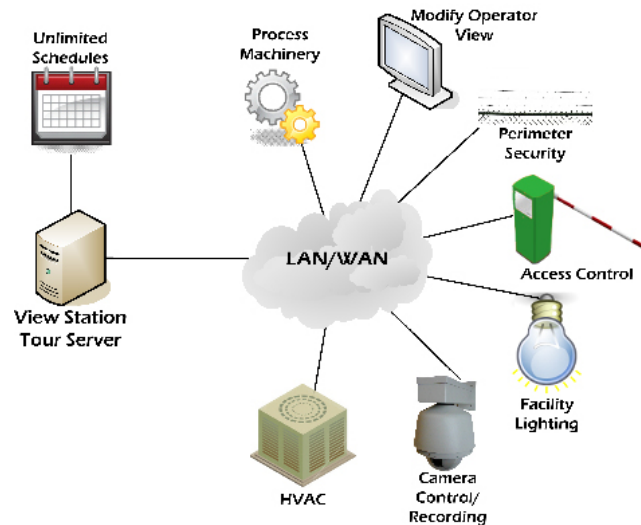 Unlimited
Schedules
Process
Machinery
Modify Operator
View
Perimeter
Security
LAN/WAN
Access Control
View Station
Tour Server
Facility
Lighting
HVAC
Camera
Control/
Recording